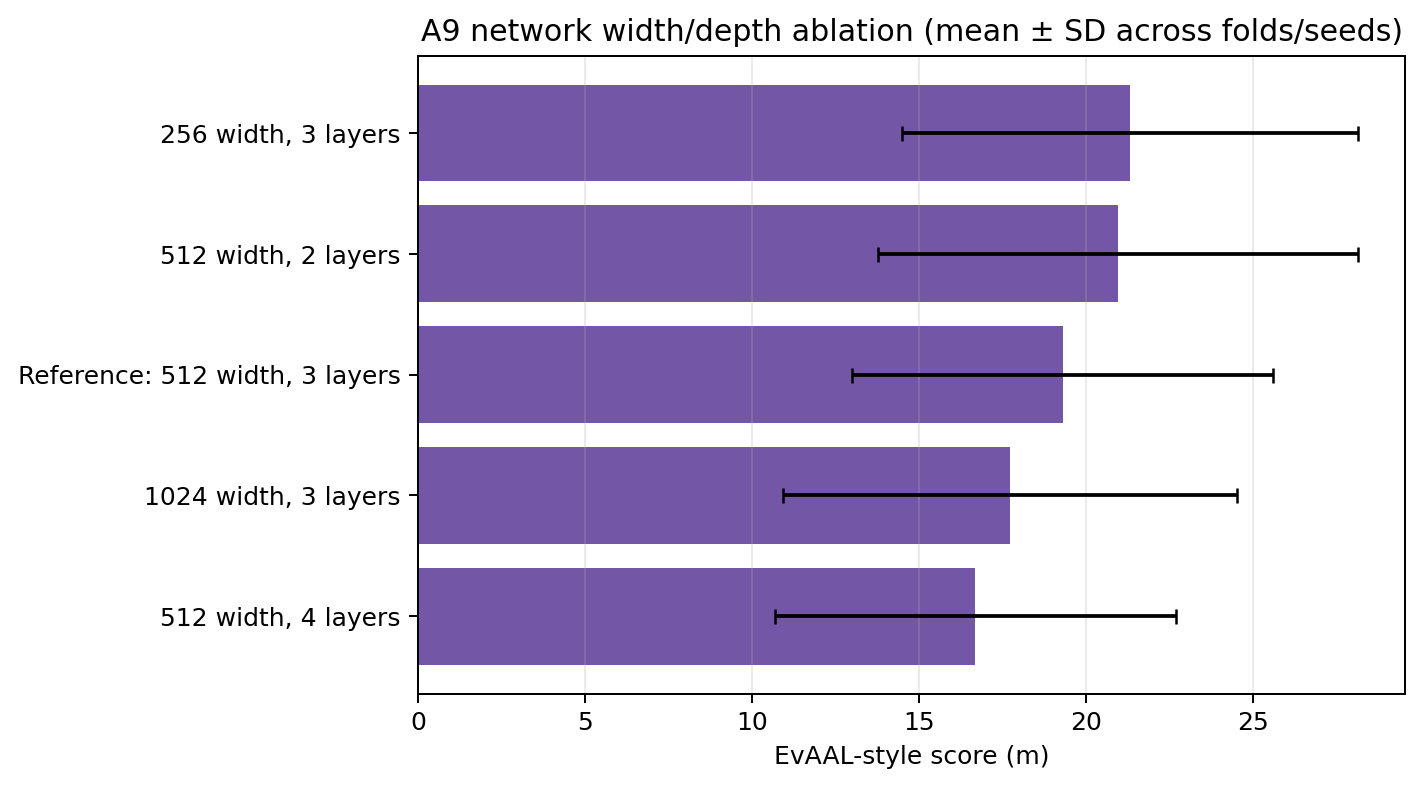 A9 network width/depth ablation (mean ± SD across folds/seeds)
256 width, 3 layers
512 width, 2 layers
Reference: 512 width, 3 layers
1024 width, 3 layers
512 width, 4 layers
0 5 10 15 20 25
EvAAL-style score (m)